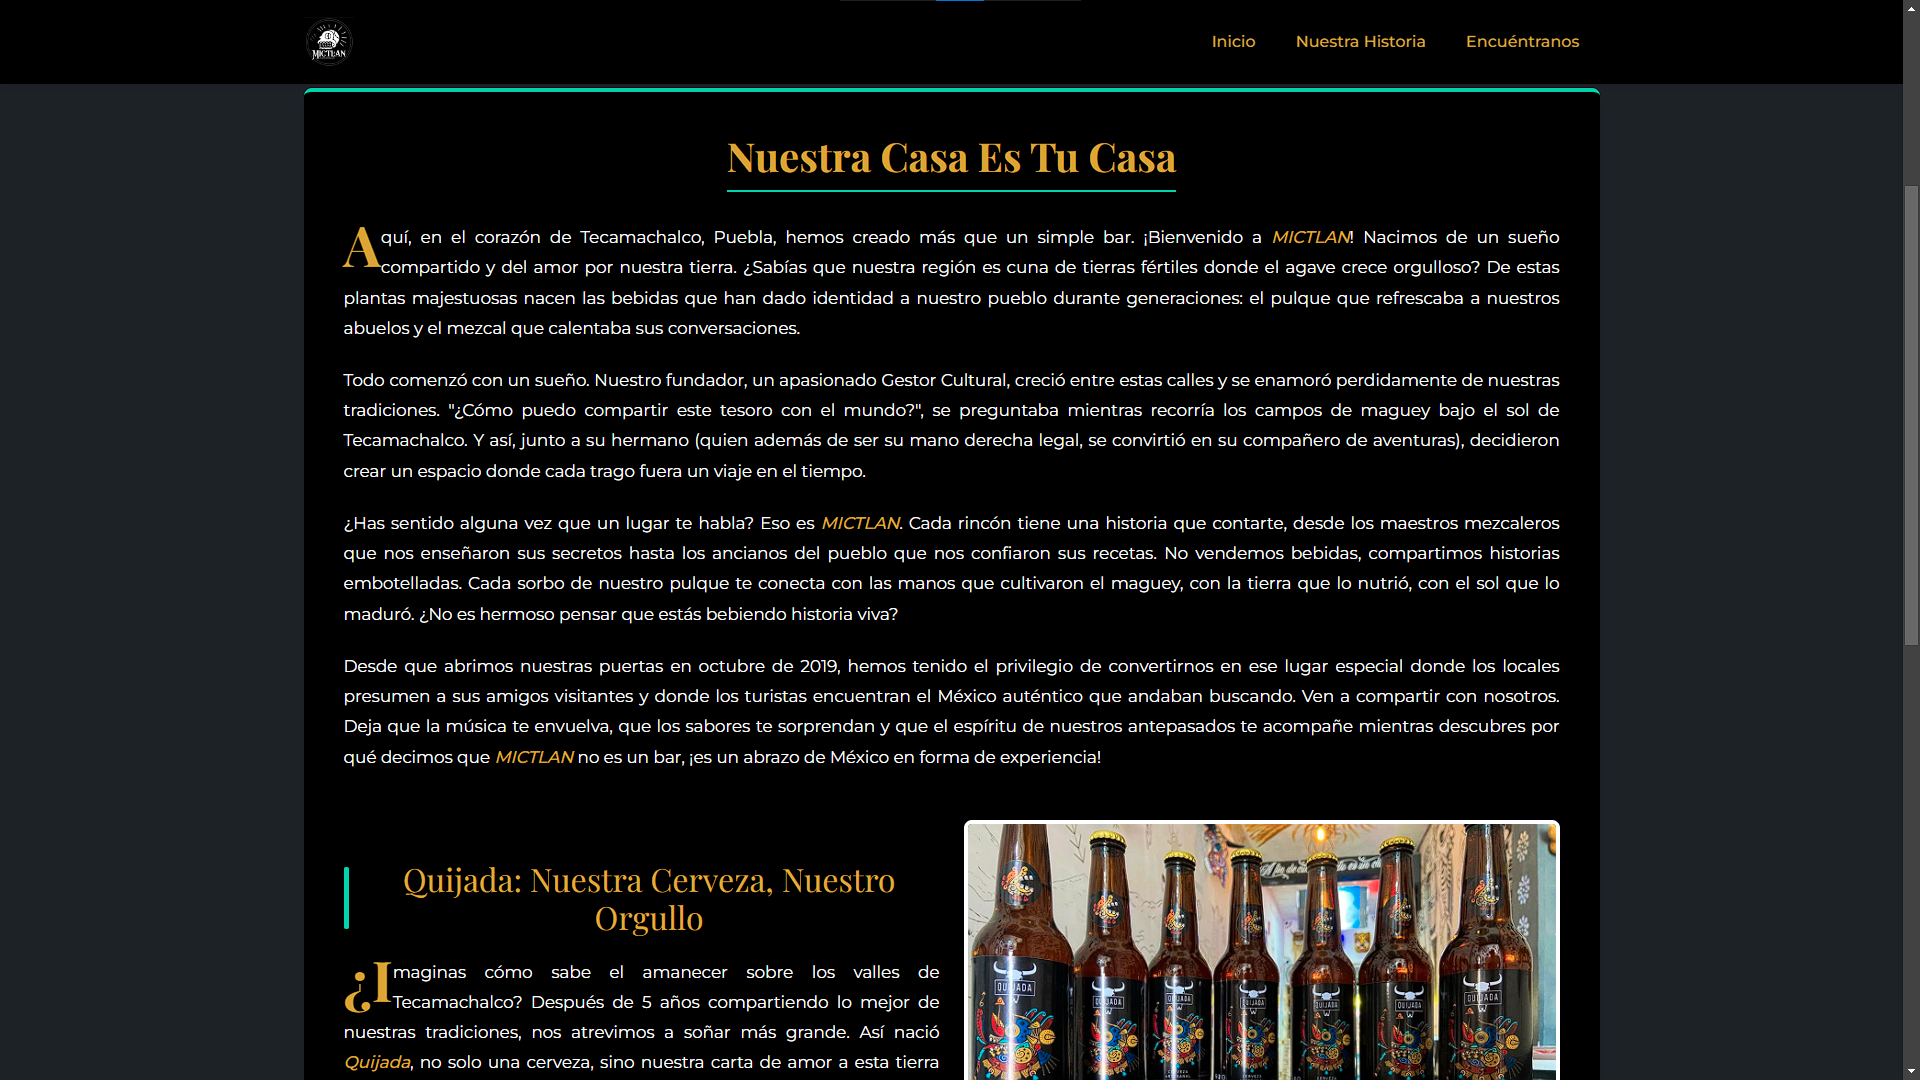 MICTLAN
Inicio Nuestra Historia Encuéntranos
Nuestra Casa Es Tu Casa
Aquí, en el corazón de Tecamachalco, Puebla, hemos creado más que un simple bar. ¡Bienvenido a MICTLAN! Nacimos de un sueño
compartido y del amor por nuestra tierra. ¿Sabías que nuestra región es cuna de tierras fértiles donde el agave crece orgulloso? De estas
plantas majestuosas nacen las bebidas que han dado identidad a nuestro pueblo durante generaciones: el pulque que refrescaba a nuestros
abuelos y el mezcal que calentaba sus conversaciones.
Todo comenzó con un sueño. Nuestro fundador, un apasionado Gestor Cultural, creció entre estas calles y se enamoró perdidamente de nuestras
tradiciones. "¿Cómo puedo compartir este tesoro con el mundo?", se preguntaba mientras recorría los campos de maguey bajo el sol de
Tecamachalco. Y así, junto a su hermano (quien además de ser su mano derecha legal, se convirtió en su compañero de aventuras), decidieron
crear un espacio donde cada trago fuera un viaje en el tiempo.
¿Has sentido alguna vez que un lugar te habla? Eso es MICTLAN. Cada rincón tiene una historia que contarte, desde los maestros mezcaleros
que nos enseñaron sus secretos hasta los ancianos del pueblo que nos confiaron sus recetas. No vendemos bebidas, compartimos historias
embotelladas. Cada sorbo de nuestro pulque te conecta con las manos que cultivaron el maguey, con la tierra que lo nutrió, con el sol que lo
maduró. ¿No es hermoso pensar que estás bebiendo historia viva?
Desde que abrimos nuestras puertas en octubre de 2019, hemos tenido el privilegio de convertirnos en ese lugar especial donde los locales
presumen a sus amigos visitantes y donde los turistas encuentran el México auténtico que andaban buscando. Ven a compartir con nosotros.
Deja que la música te envuelva, que los sabores te sorprendan y que el espíritu de nuestros antepasados te acompañe mientras descubres por
qué decimos que MICTLAN no es un bar, ¡es un abrazo de México en forma de experiencia!
Quijada: Nuestra Cerveza, Nuestro
Orgullo
¿Imaginas cómo sabe el amanecer sobre los valles de
Tecamachalco? Después de 5 años compartiendo lo mejor de
nuestras tradiciones, nos atrevimos a soñar más grande. Así nació
Quijada, no solo una cerveza, sino nuestra carta de amor a esta tierra
QUIJADA QUIJADA QUIJADA QUIJADA QUIJADA QUIJADA QUIJADA